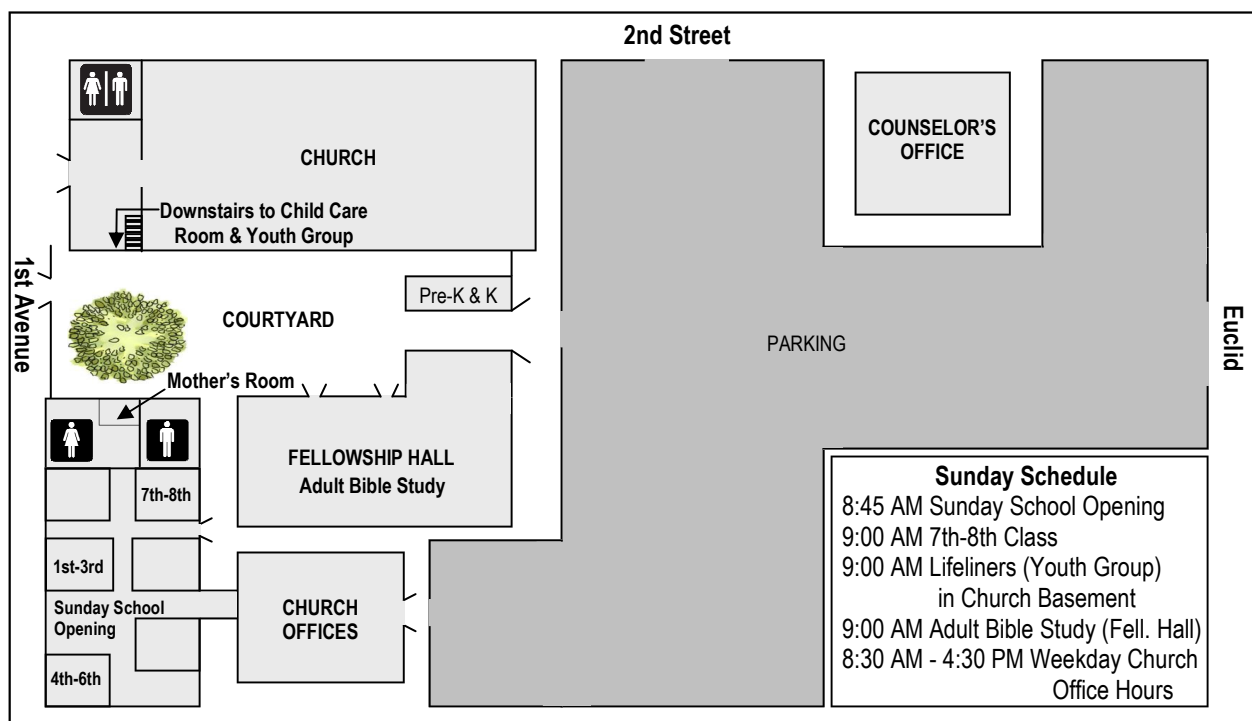 2nd Street
COUNSELOR'S
OFFICE
CHURCH
Downstairs to Child Care
Room & Youth Group
1st Avenue
Pre-K & K
COURTYARD
PARKING
Euclid
Mother's Room
FELLOWSHIP HALL
Adult Bible Study
7th-8th
1st-3rd
Sunday School
Opening
CHURCH
OFFICES
4th-6th
Sunday Schedule
8:45 AM Sunday School Opening
9:00 AM 7th-8th Class
9:00 AM Lifeliners (Youth Group)
in Church Basement
9:00 AM Adult Bible Study (Fell. Hall)
8:30 AM - 4:30 PM Weekday Church
Office Hours